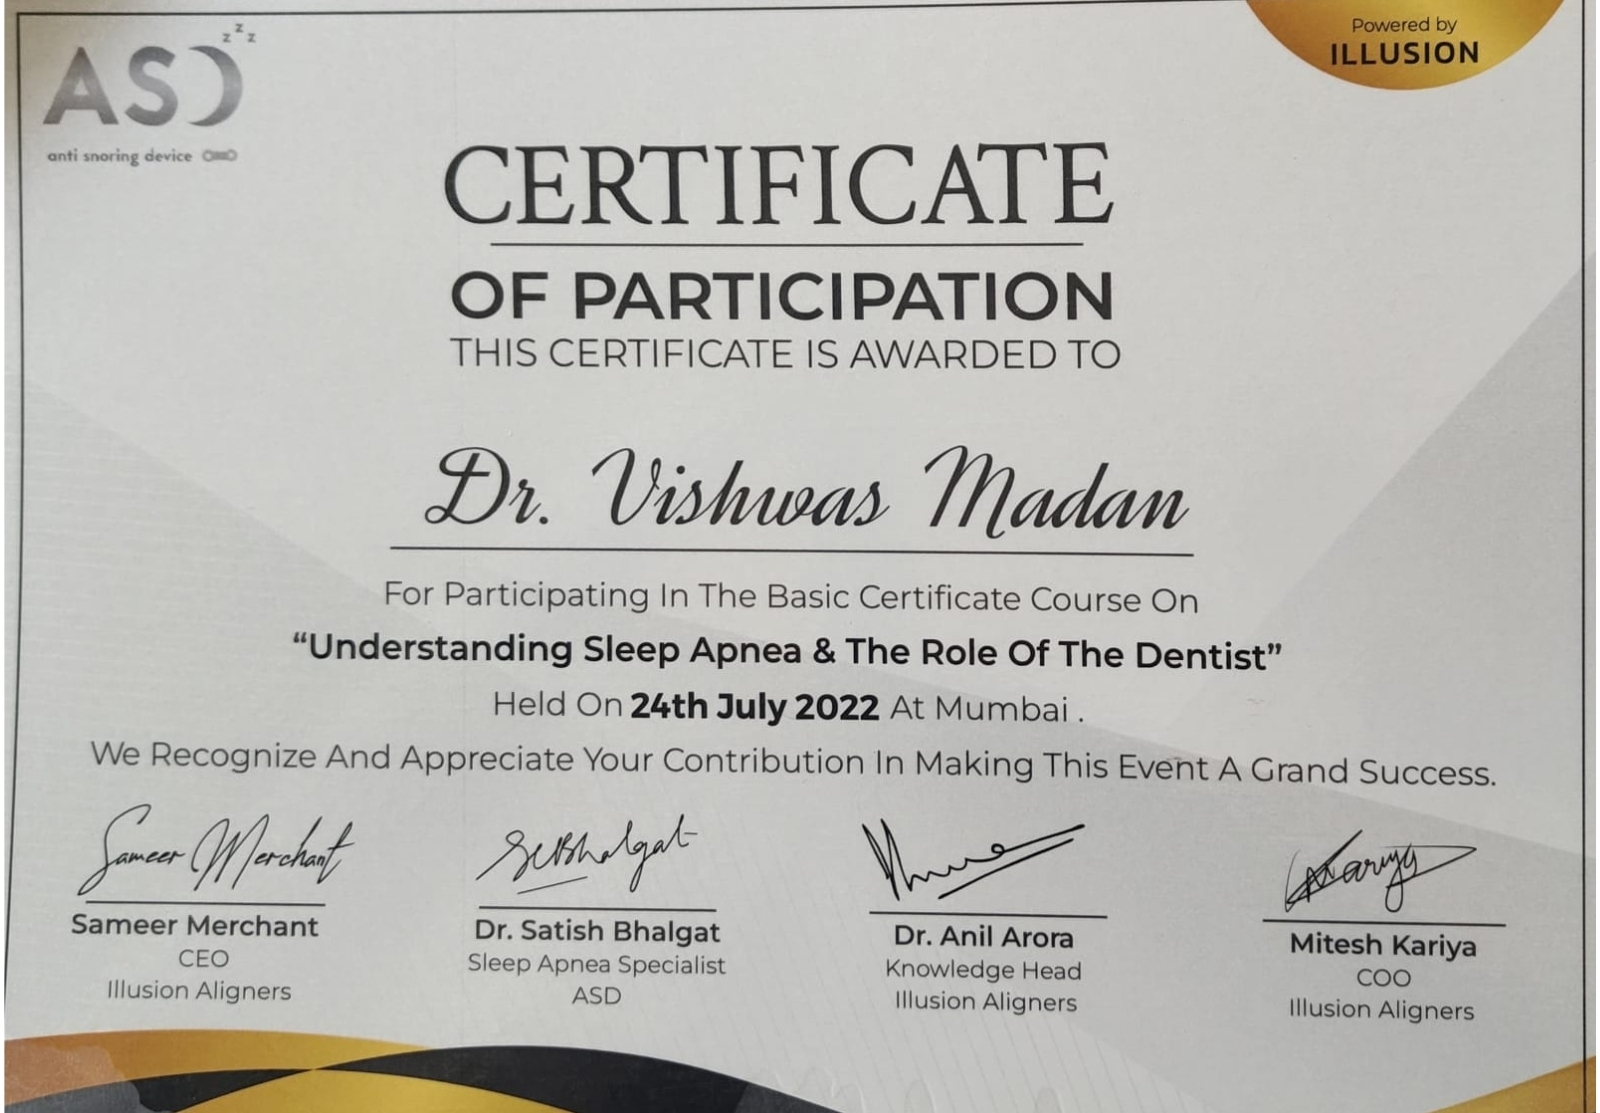 zzz
ASD
anti snoring device
Powered by
ILLUSION
CERTIFICATE
OF PARTICIPATION
THIS CERTIFICATE IS AWARDED TO
Dr. Vishwas Madan
For Participating In The Basic Certificate Course On
“Understanding Sleep Apnea & The Role Of The Dentist”
Held On 24th July 2022 At Mumbai .
We Recognize And Appreciate Your Contribution In Making This Event A Grand Success.
Sameer Merchant
Sameer Merchant
CEO
Illusion Aligners
SCBhalgat
Dr. Satish Bhalgat
Sleep Apnea Specialist
ASD
Dr. Anil Arora
Knowledge Head
Illusion Aligners
Kariya
Mitesh Kariya
COO
Illusion Aligners